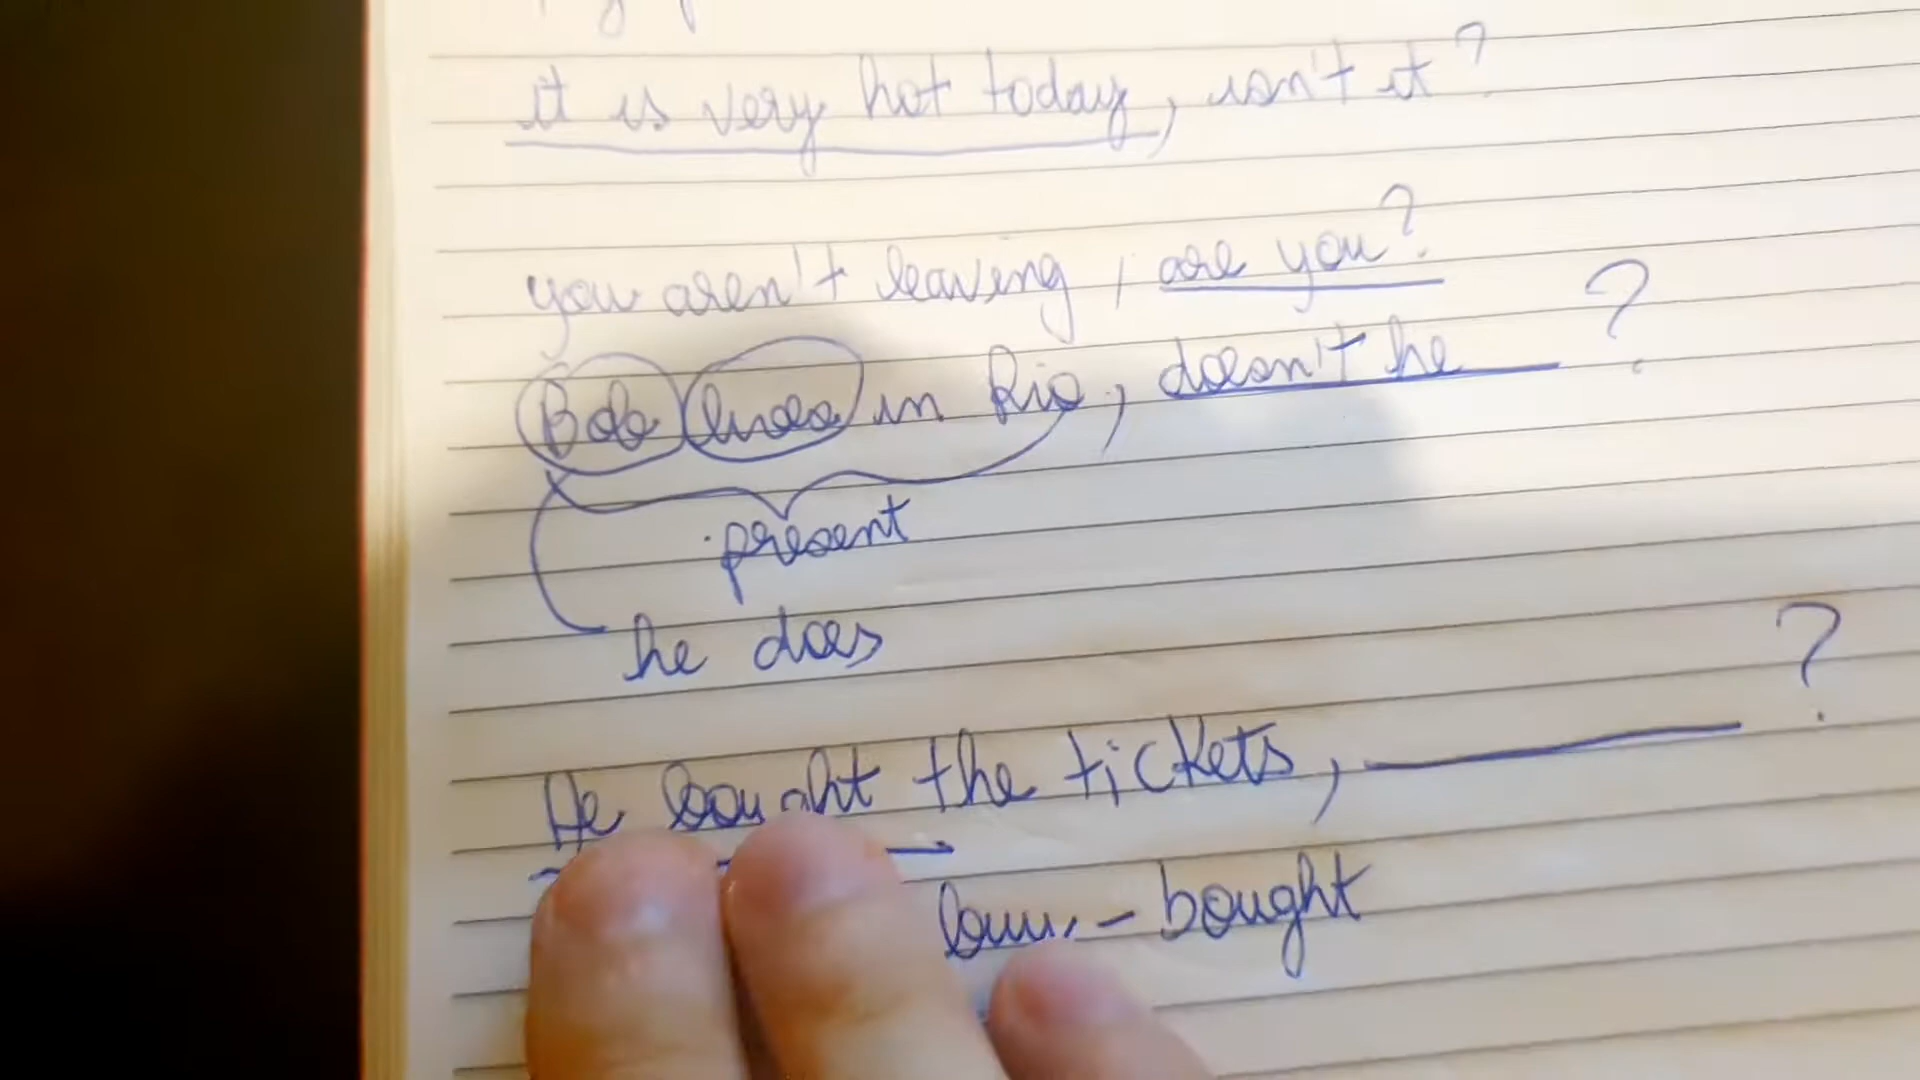 it is very hot today, isn't it?
you aren't leaving, are you?
Bob lives in Rio, doesn't he ?
present
he does
He bought the tickets, ?
- bought